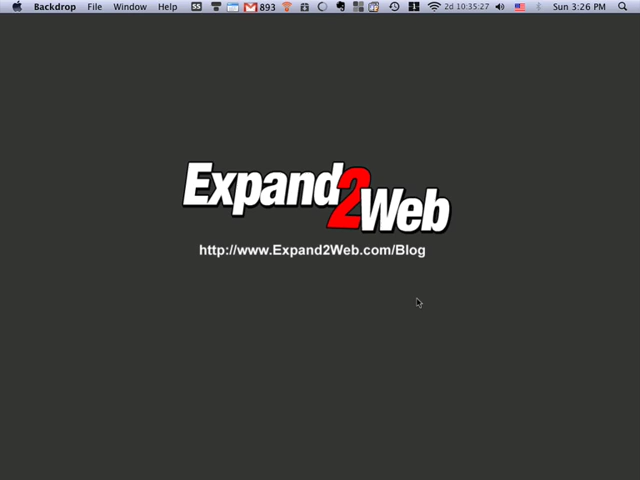 Backdrop File Window Help 893 2d 10:35:27 Sun 3:26 PM
Expand2Web
http://www.Expand2Web.com/Blog